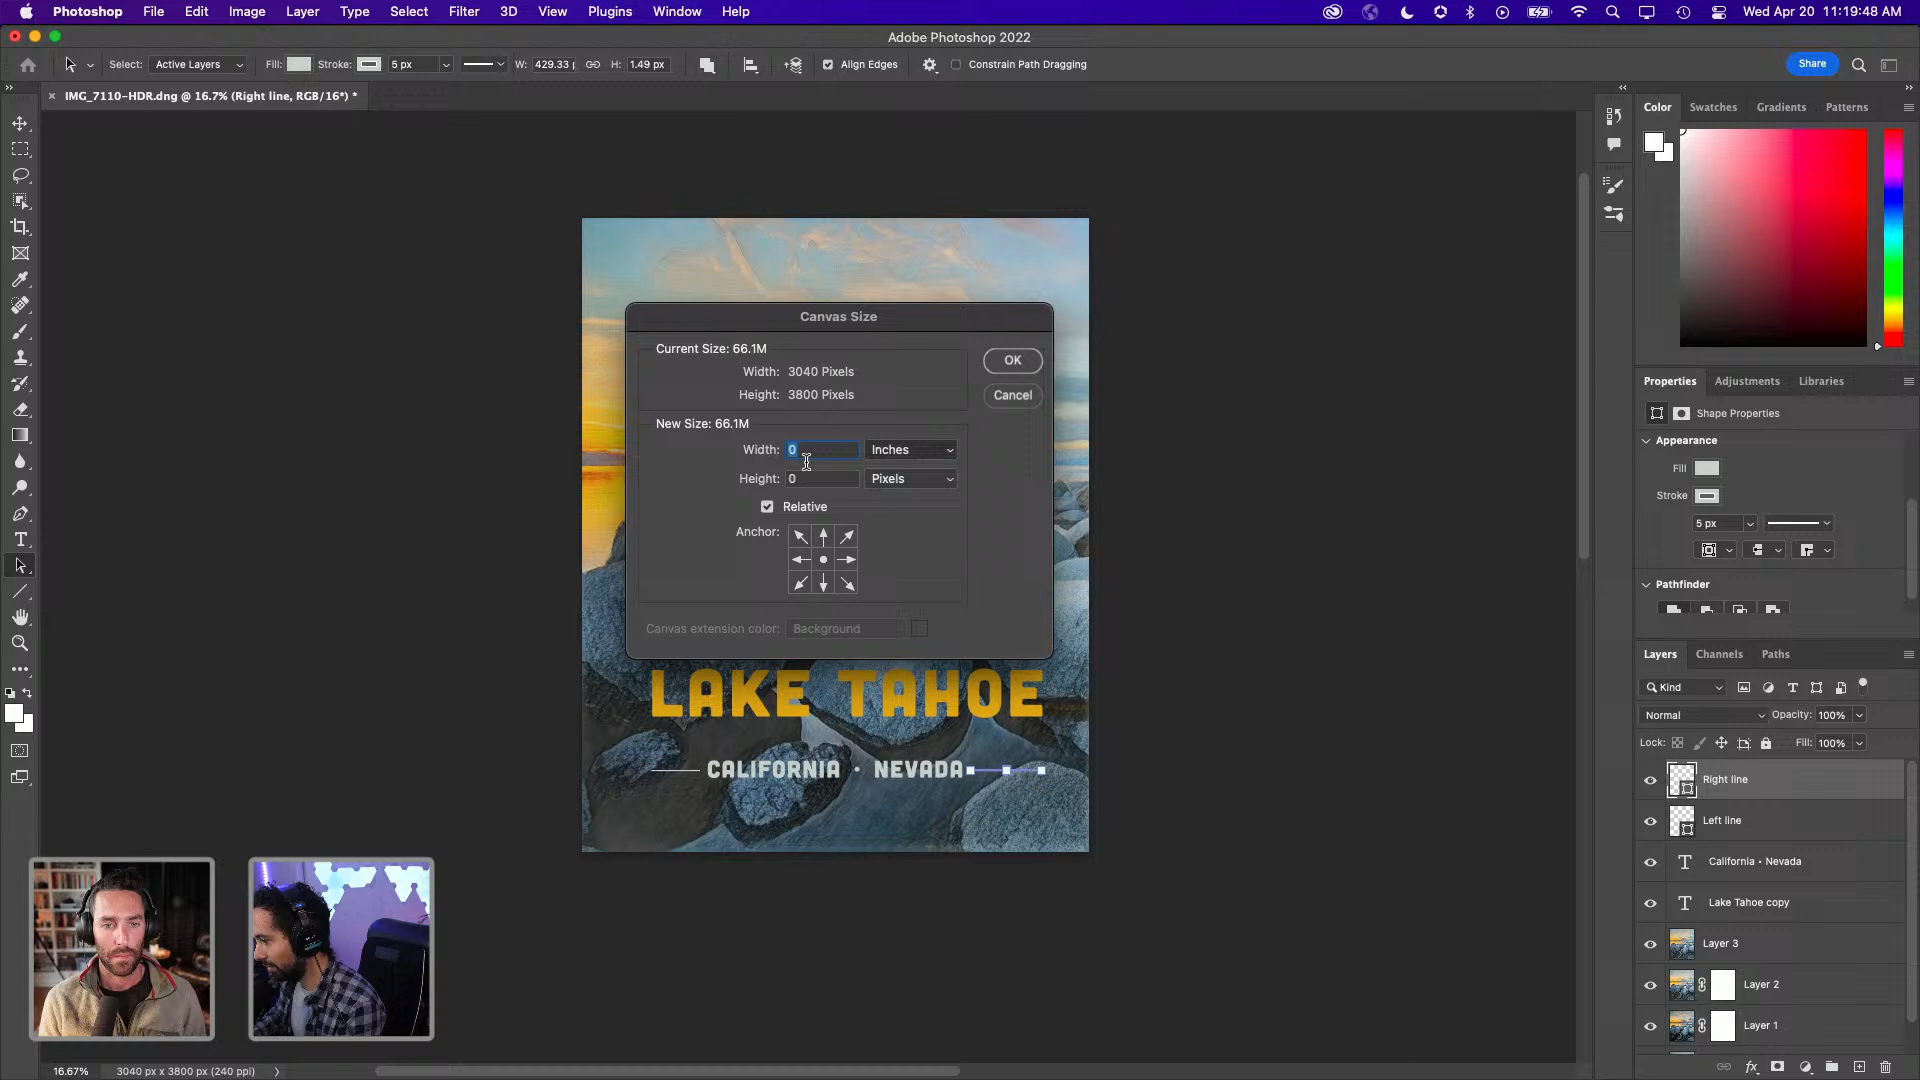 Photoshop File Edit Image Layer Type Select Filter 3D View Plugins Window Help Wed Apr 20 11:19:48 AM
Adobe Photoshop 2022
Select: Active Layers Fill: Stroke: 5 px W: 429.33 H: 1.49 px Align Edges Constrain Path Dragging Share
× IMG_7110-HDR.dng @ 16.7% (Right line, RGB/16*) *
Color Swatches Gradients Patterns
Canvas Size
Current Size: 66.1M
OK
Width: 3040 Pixels
Height: 3800 Pixels
Cancel
New Size: 66.1M
Width: 0 Inches
Height: 0 Pixels
Relative
Anchor:
Canvas extension color: Background
LAKE TAHOE
CALIFORNIA • NEVADA
Properties Adjustments Libraries
Shape Properties
Appearance
Fill
Stroke
5 px
Pathfinder
Layers Channels Paths
Kind
Normal Opacity: 100%
Lock: Fill: 100%
Right line
Left line
T California • Nevada
T Lake Tahoe copy
Layer 3
Layer 2
Layer 1
16.67% 3040 px x 3800 px (240 ppi)